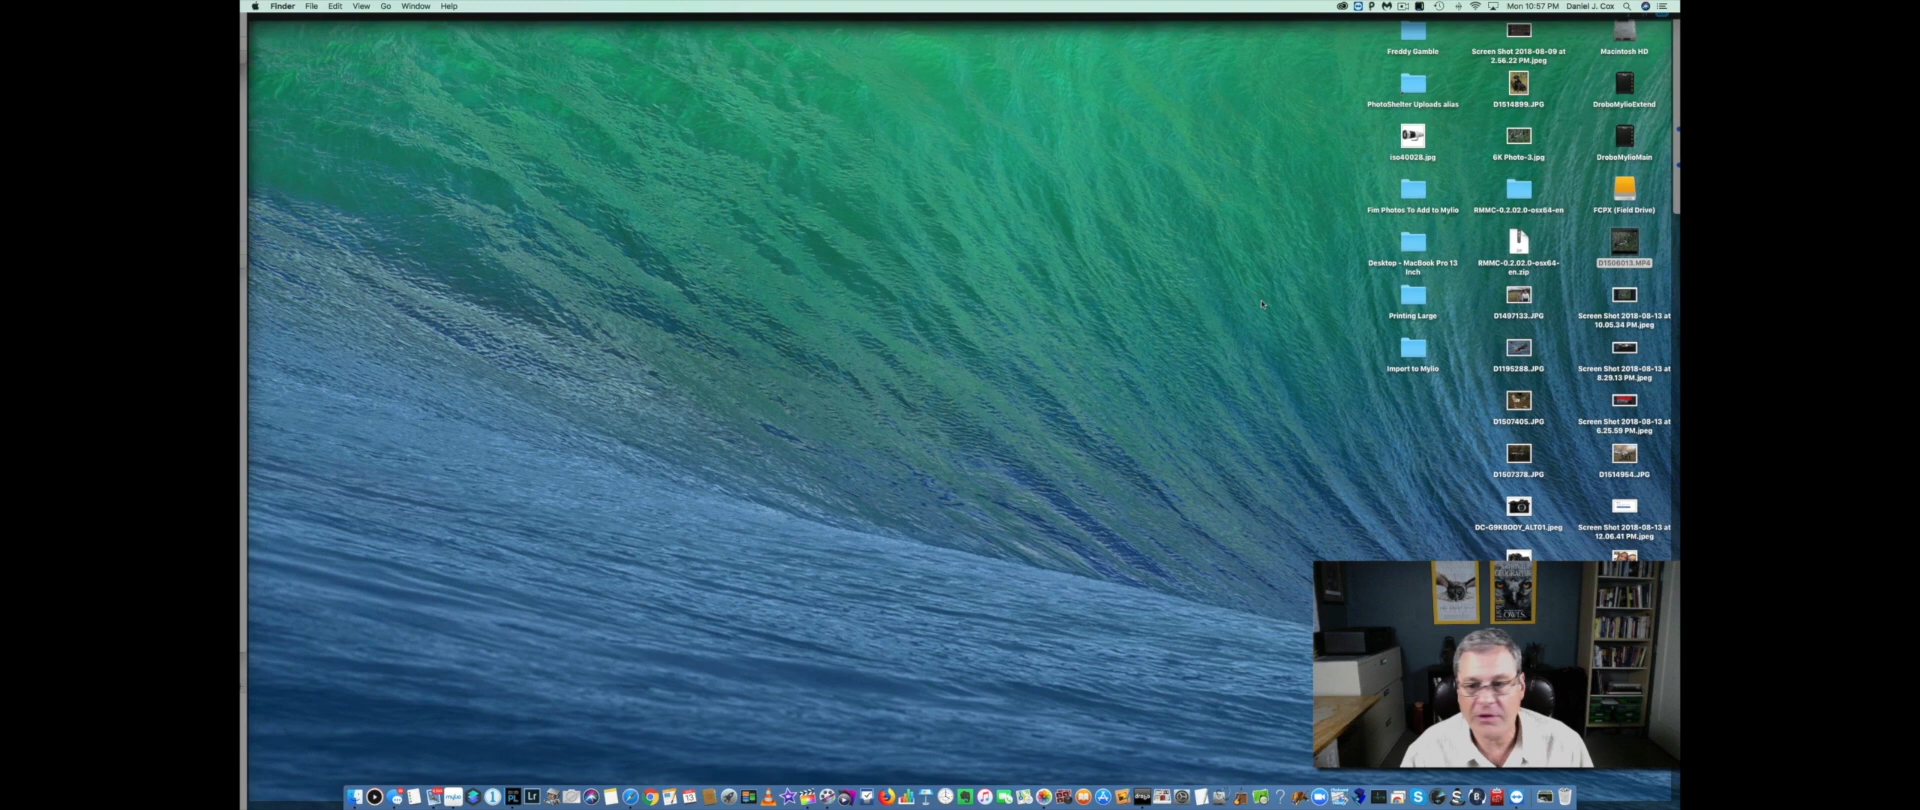 Finder File Edit View Go Window Help
Mon 10:57 PM Daniel J. Cox
Freddy Gamble
Screen Shot 2018-08-09 at
2.56.22 PM.jpeg
Macintosh HD
PhotoShelter Uploads alias
D1514899.JPG
DroboMylioExtend
iso40028.jpg
6K Photo-3.jpg
DroboMylioMain
Fim Photos To Add to Mylio
RMMC-0.2.02.0-osx64-en
FCPX (Field Drive)
Desktop - MacBook Pro 13
Inch
RMMC-0.2.02.0-osx64-
en.zip
D1506013.MP4
Printing Large
D1497133.JPG
Screen Shot 2018-08-13 at
10.05.34 PM.jpeg
Import to Mylio
D1195288.JPG
Screen Shot 2018-08-13 at
8.29.13 PM.jpeg
D1507405.JPG
Screen Shot 2018-08-13 at
6.25.59 PM.jpeg
D1507378.JPG
D1514954.JPG
DC-G9KBODY_ALT01.jpeg
Screen Shot 2018-08-13 at
12.06.41 PM.jpeg
OWLS
mylio
PL
Lr
13